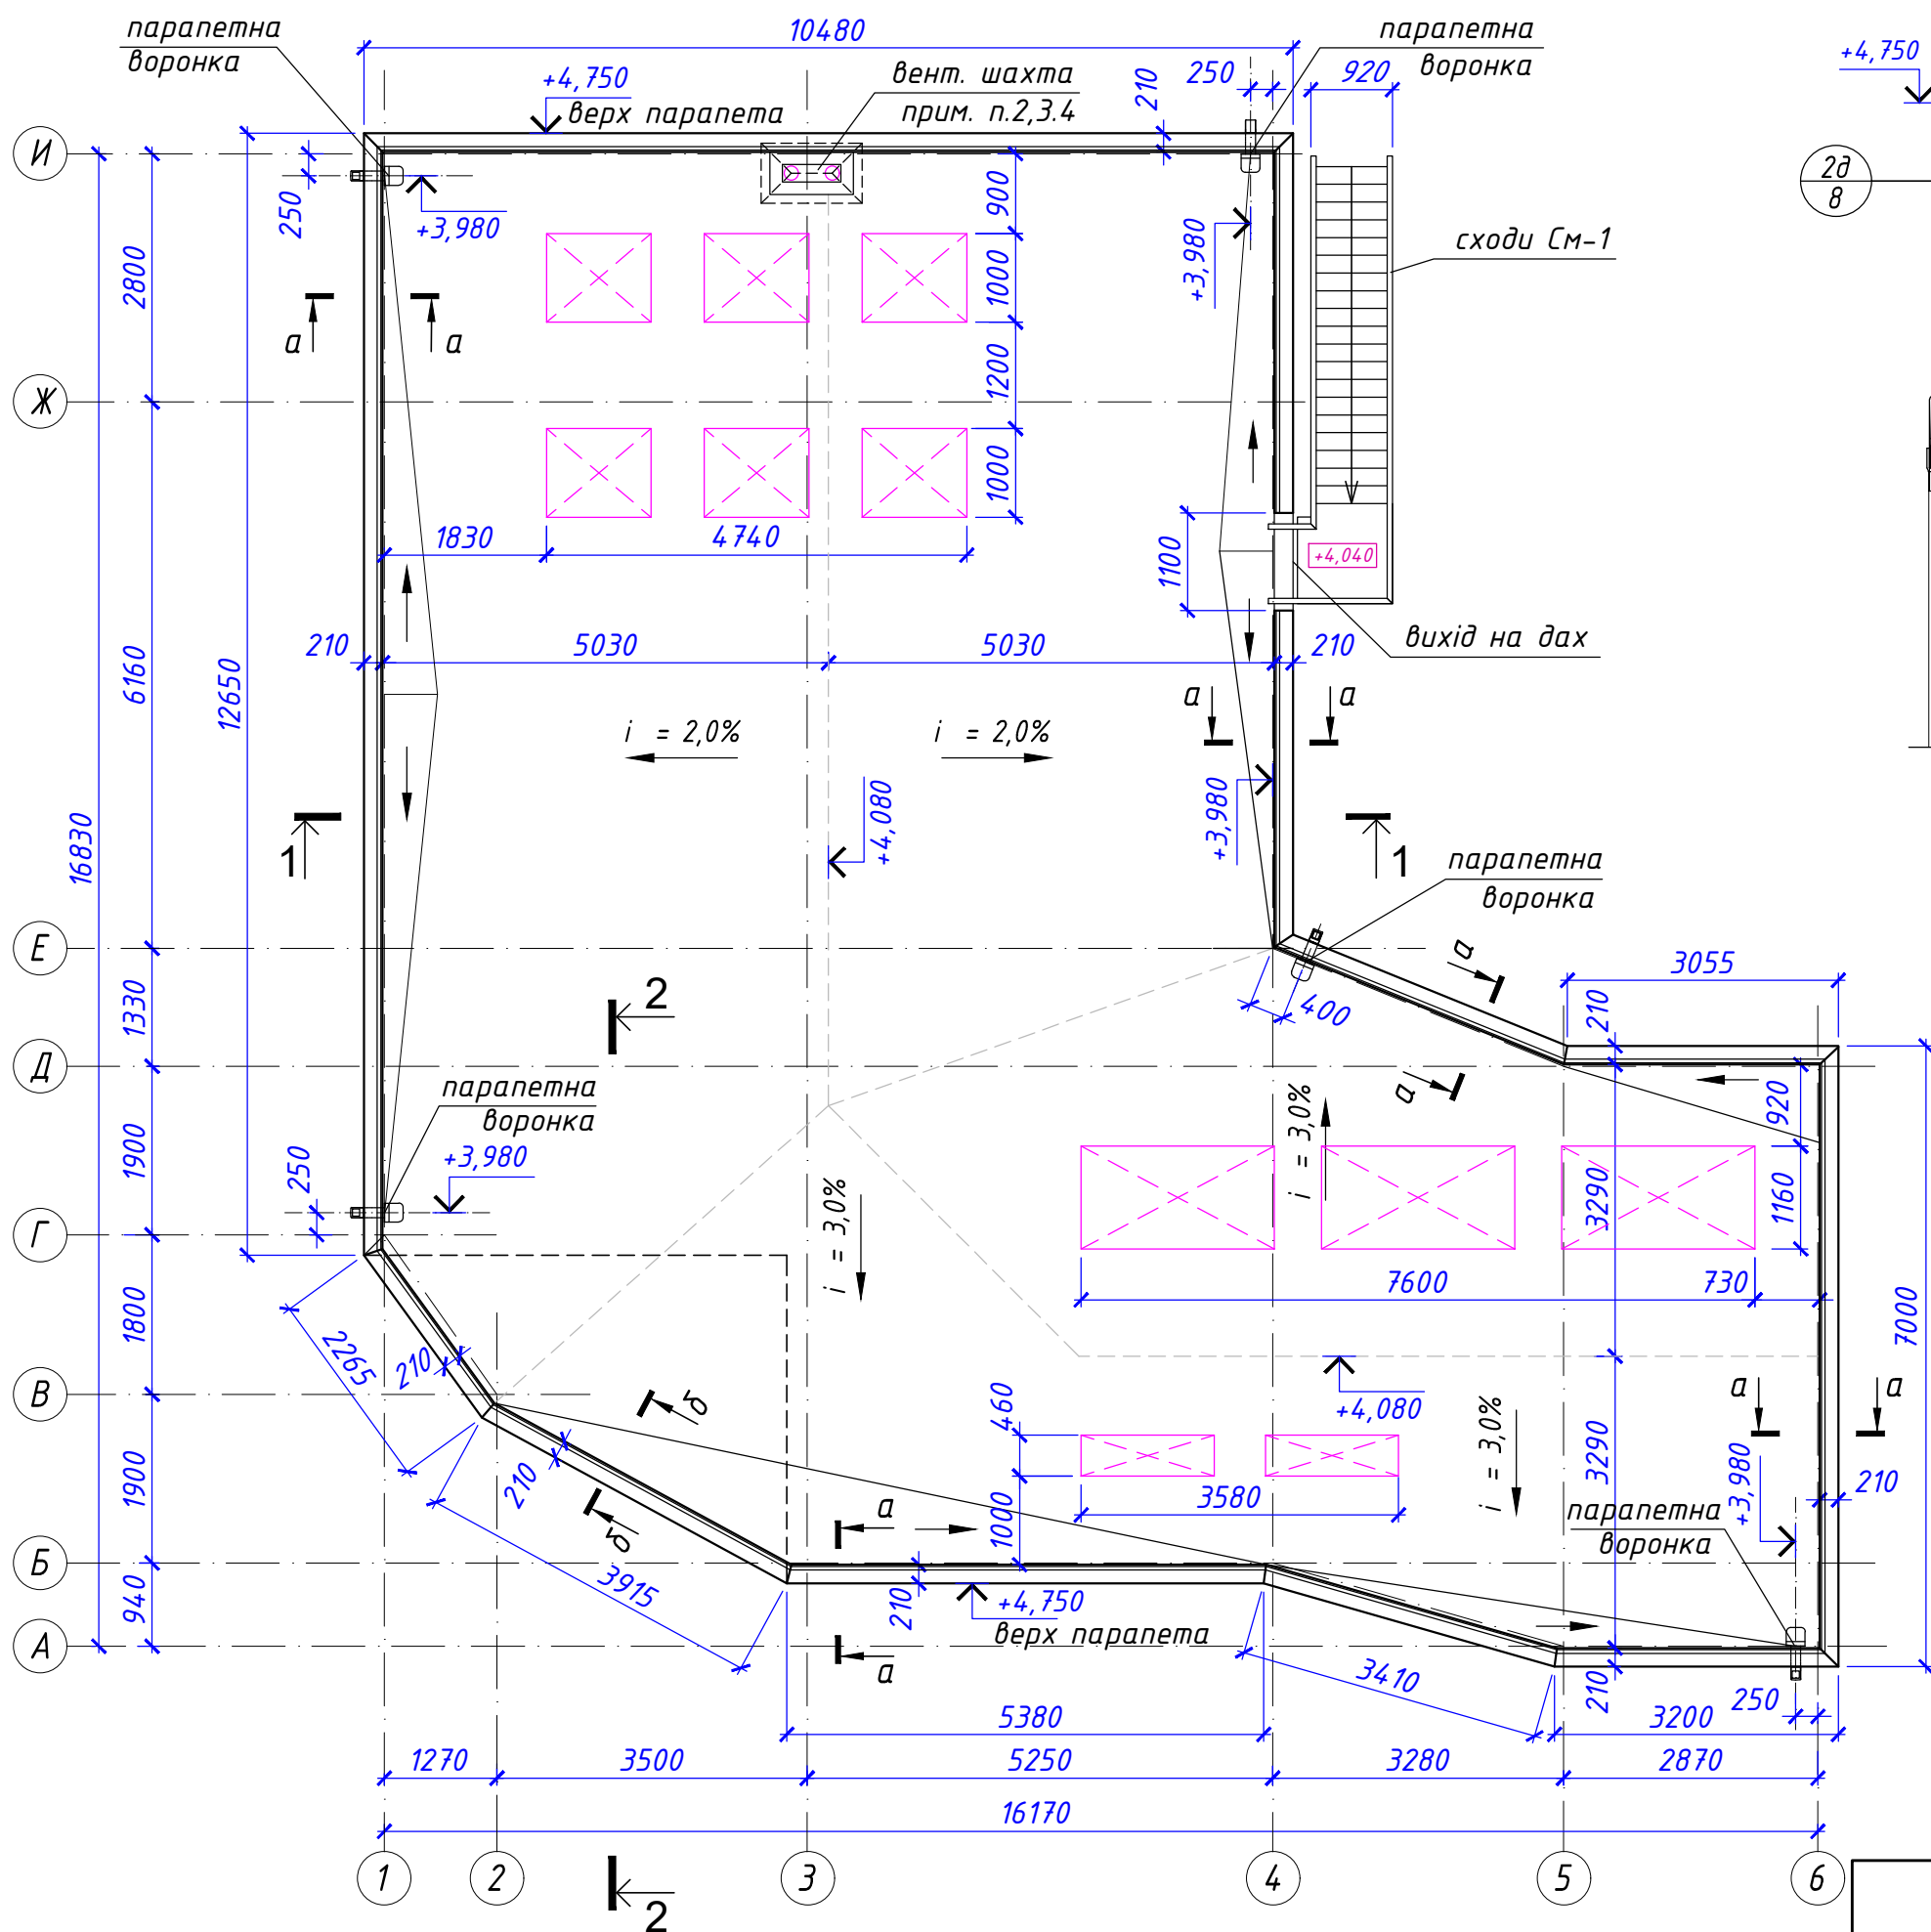 парапетна
воронка
10480
парапетна
воронка
+4,750
верх парапета
вент. шахта
прим. п.2,3.4
210
250
920
+4,750
И
250
+3,980
900
+3,980
2д
8
сходи См-1
2800
1000
а
а
Ж
1200
1000
1830
4740
1100
+4,040
210
5030
5030
210
вихід на дах
6160
12650
16830
i = 2,0%
i = 2,0%
а
а
+4,080
+3,980
1
1
парапетна
воронка
Е
2
400
а
3055
210
1330
Д
парапетна
воронка
+3,980
а
i = 3,0%
920
1900
250
3290
1160
i = 3,0%
Г
7600
730
7000
1800
2265
210
В
б
+4,080
а
а
460
i = 3,0%
3290
+3,980
210
1900
210
б
3580
1000
а
парапетна
воронка
Б
3915
210
+4,750
верх парапета
940
А
а
3410
210
250
5380
3200
1270
3500
5250
3280
2870
16170
1
2
3
4
5
6
2